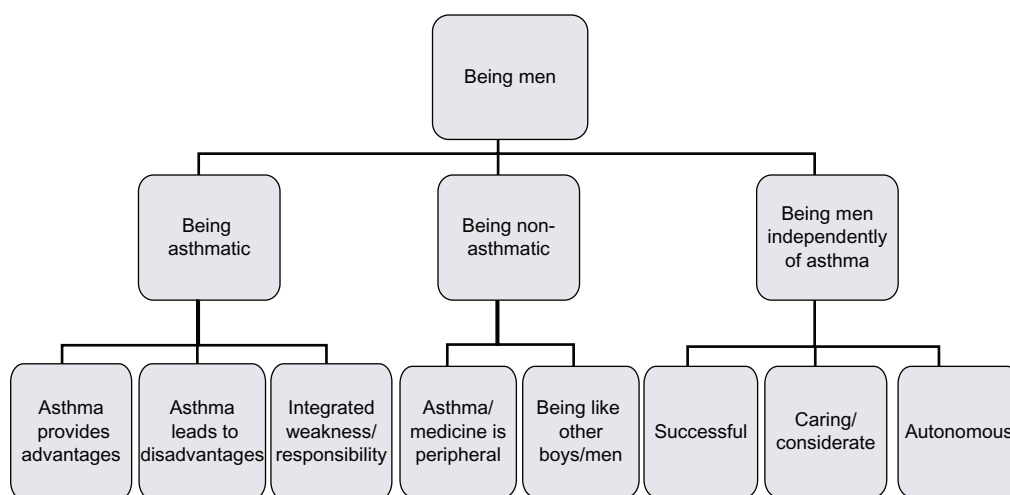 Being men
Being
asthmatic
Being non-
asthmatic
Being men
independently
of asthma
Asthma
provides
advantages
Asthma
leads to
disadvantages
Integrated
weakness/
responsibility
Asthma/
medicine is
peripheral
Being like
other
boys/men
Successful
Caring/
considerate
Autonomous